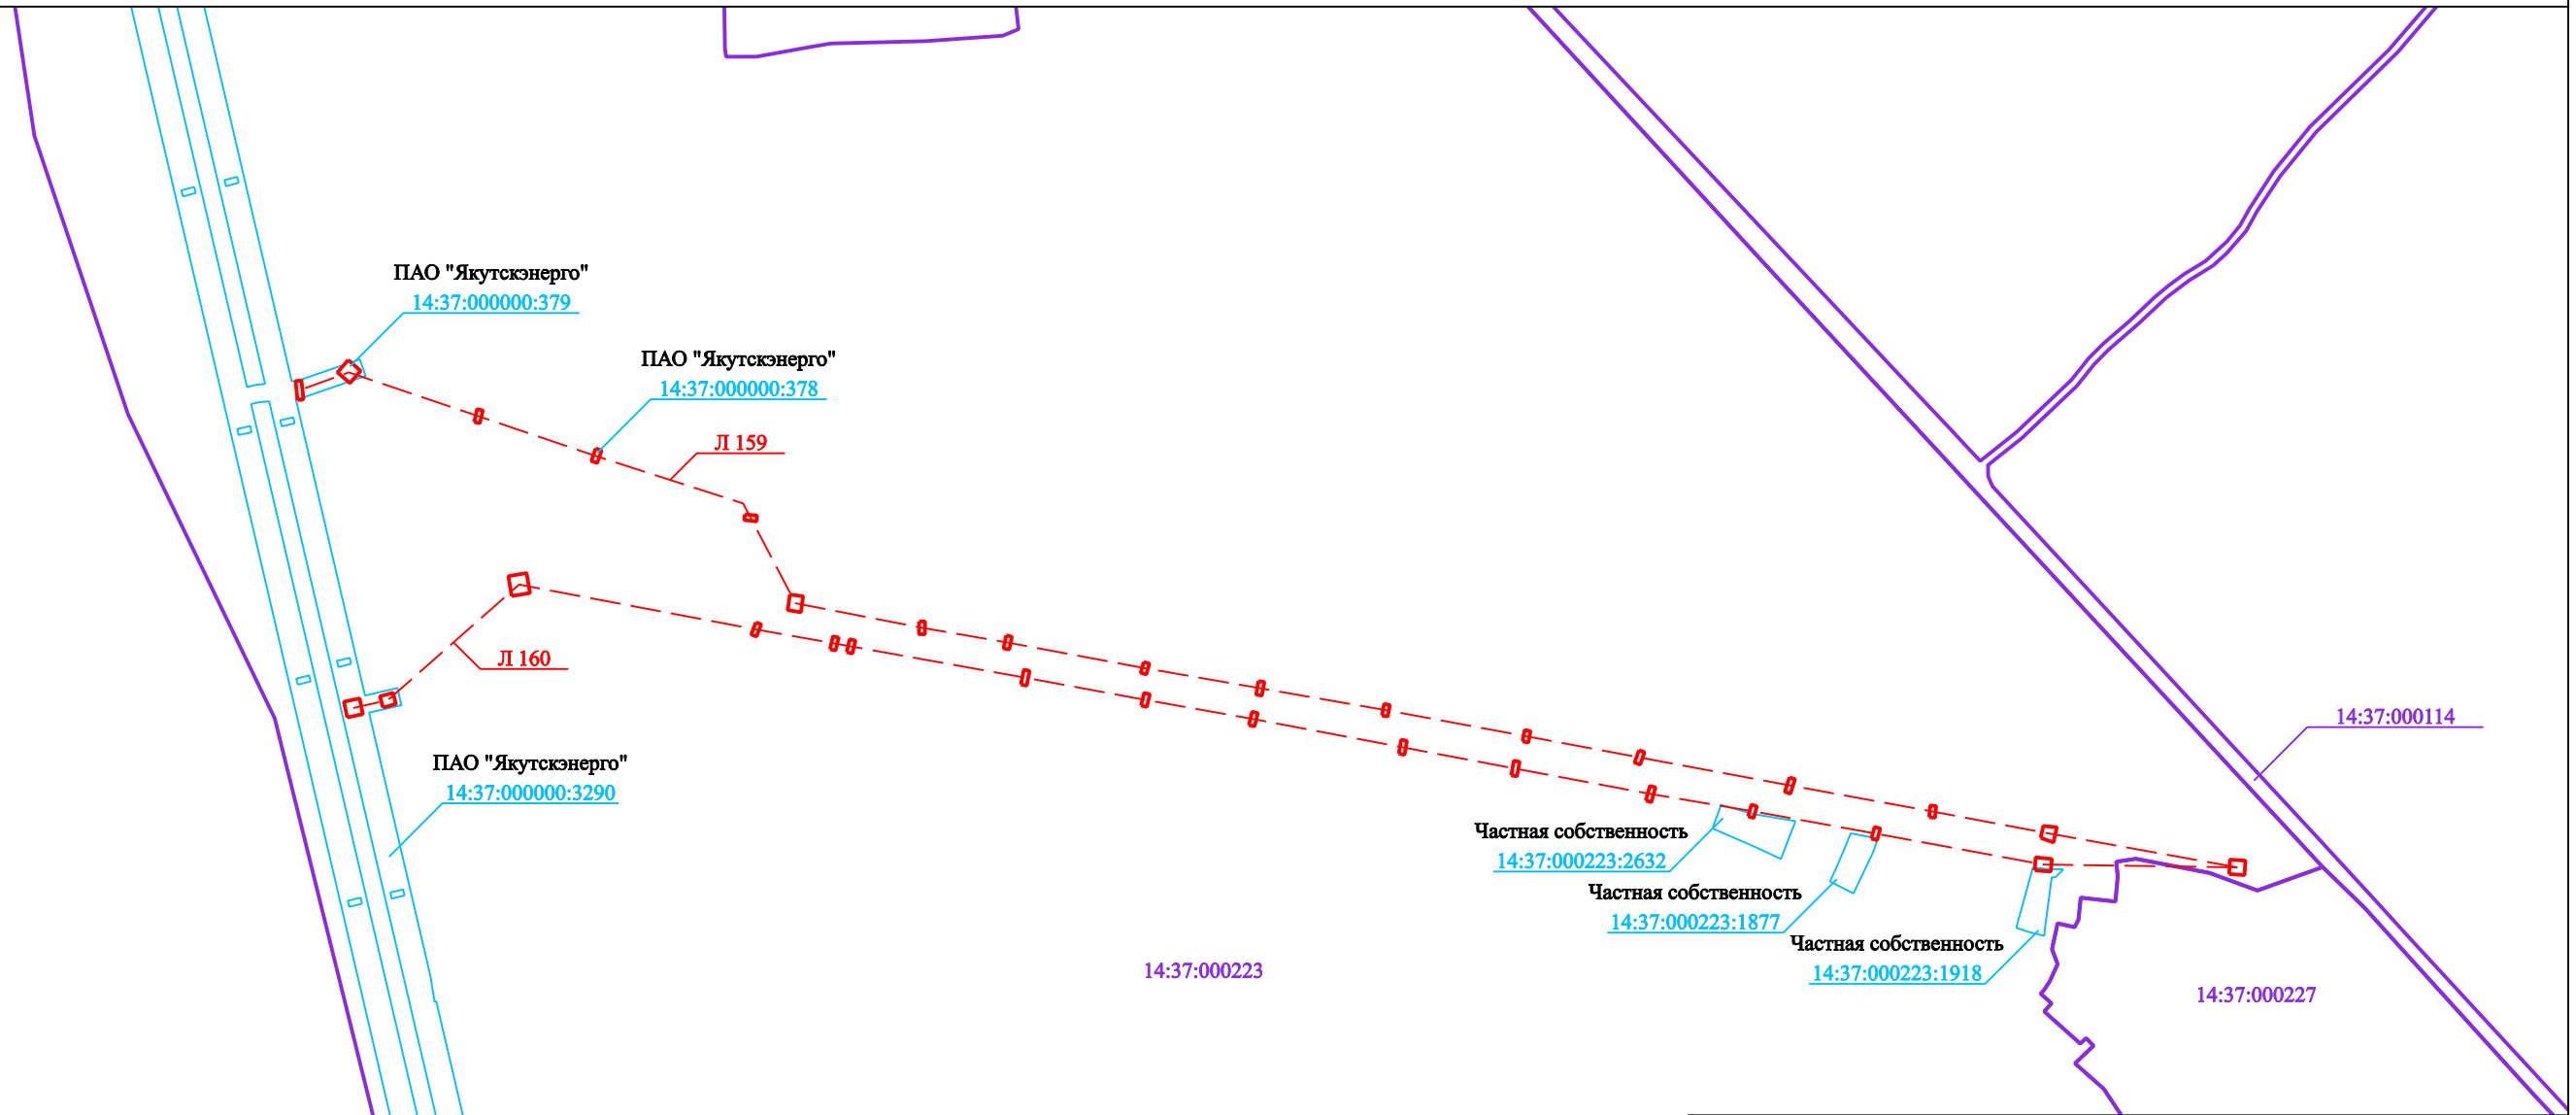 ПАО "Якутскэнерго"
14:37:000000:379
ПАО "Якутскэнерго"
14:37:000000:378
Л 159
Л 160
14:37:000114
ПАО "Якутскэнерго"
14:37:000000:3290
Частная собственность
14:37:000223:2632
Частная собственность
14:37:000223:1877
Частная собственность
14:37:000223:1918
14:37:000223
14:37:000227